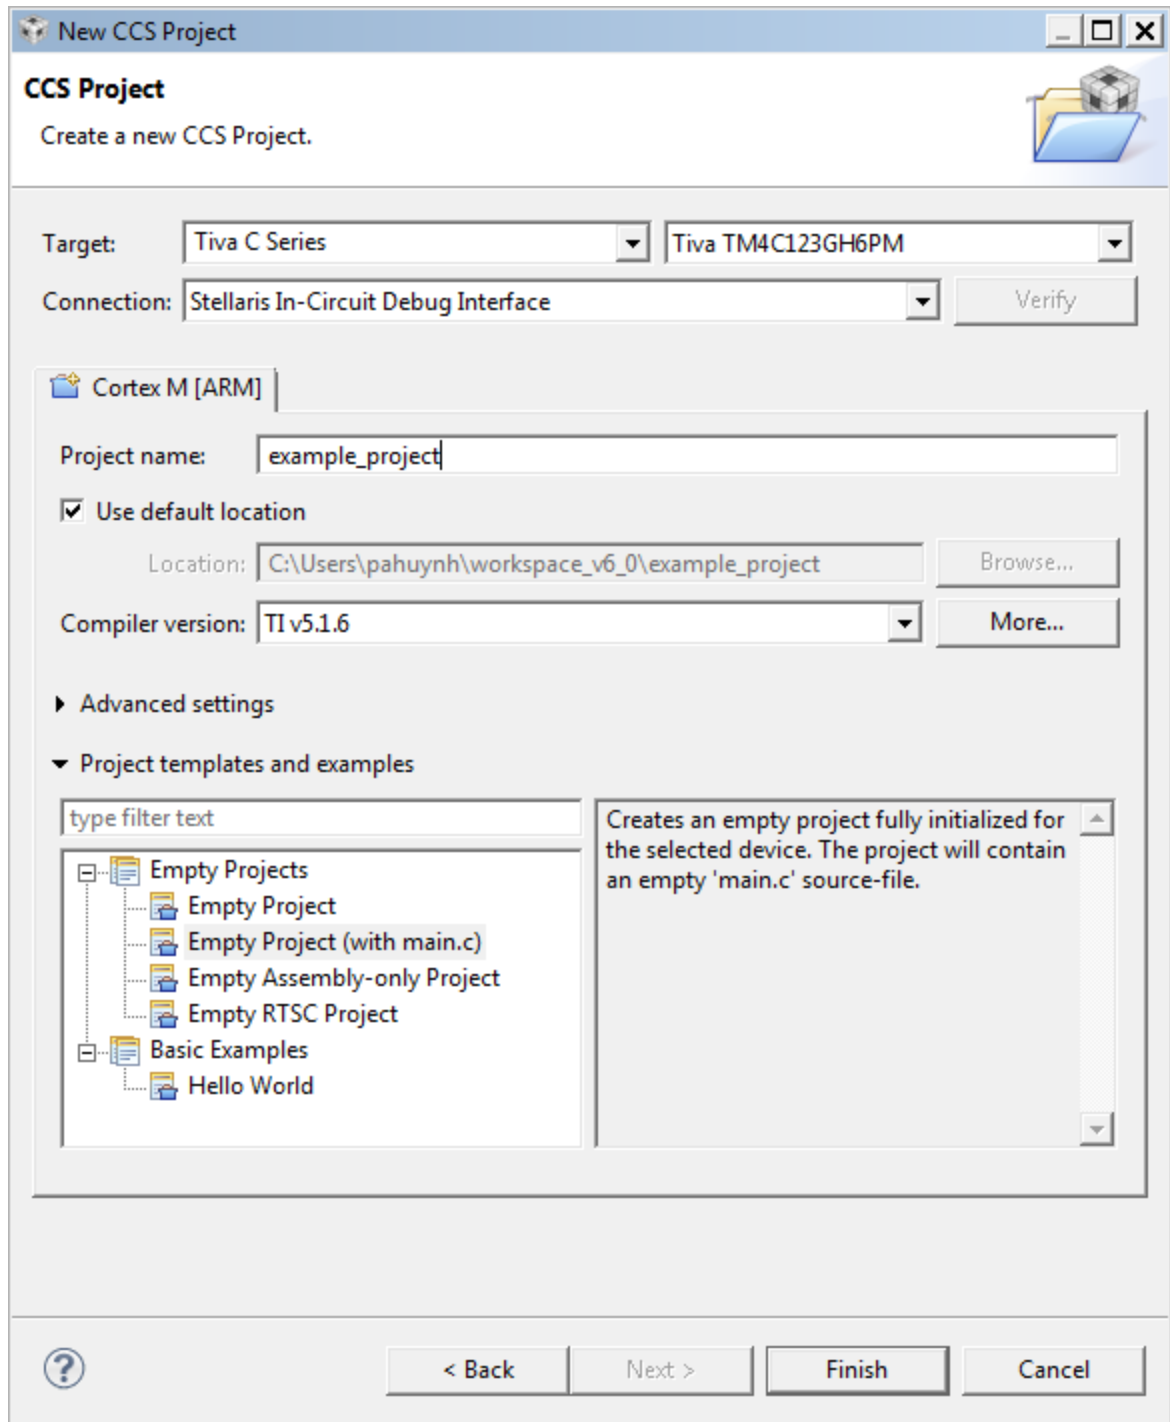 New CCS Project
CCS Project
Create a new CCS Project.
Target: Tiva C Series Tiva TM4C123GH6PM
Connection: Stellaris In-Circuit Debug Interface Verify
Cortex M [ARM]
Project name: example_project
Use default location
Location: C:\Users\pahuynh\workspace_v6_0\example_project Browse...
Compiler version: TI v5.1.6 More...
Advanced settings
Project templates and examples
type filter text
Empty Projects
Empty Project
Empty Project (with main.c)
Empty Assembly-only Project
Empty RTSC Project
Basic Examples
Hello World
Creates an empty project fully initialized for
the selected device. The project will contain
an empty 'main.c' source-file.
? < Back Next > Finish Cancel